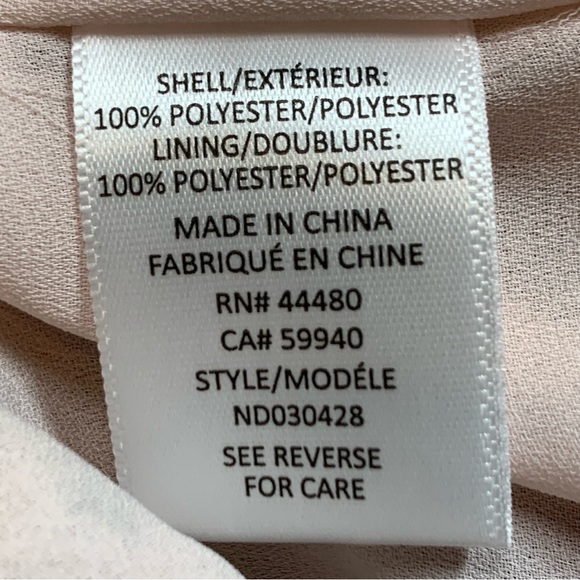 SHELL/EXTÉRIEUR:
100% POLYESTER/POLYESTER
LINING/DOUBLURE:
100% POLYESTER/POLYESTER
MADE IN CHINA
FABRIQUÉ EN CHINE
RN# 44480
CA# 59940
STYLE/MODÉLE
ND030428
SEE REVERSE
FOR CARE